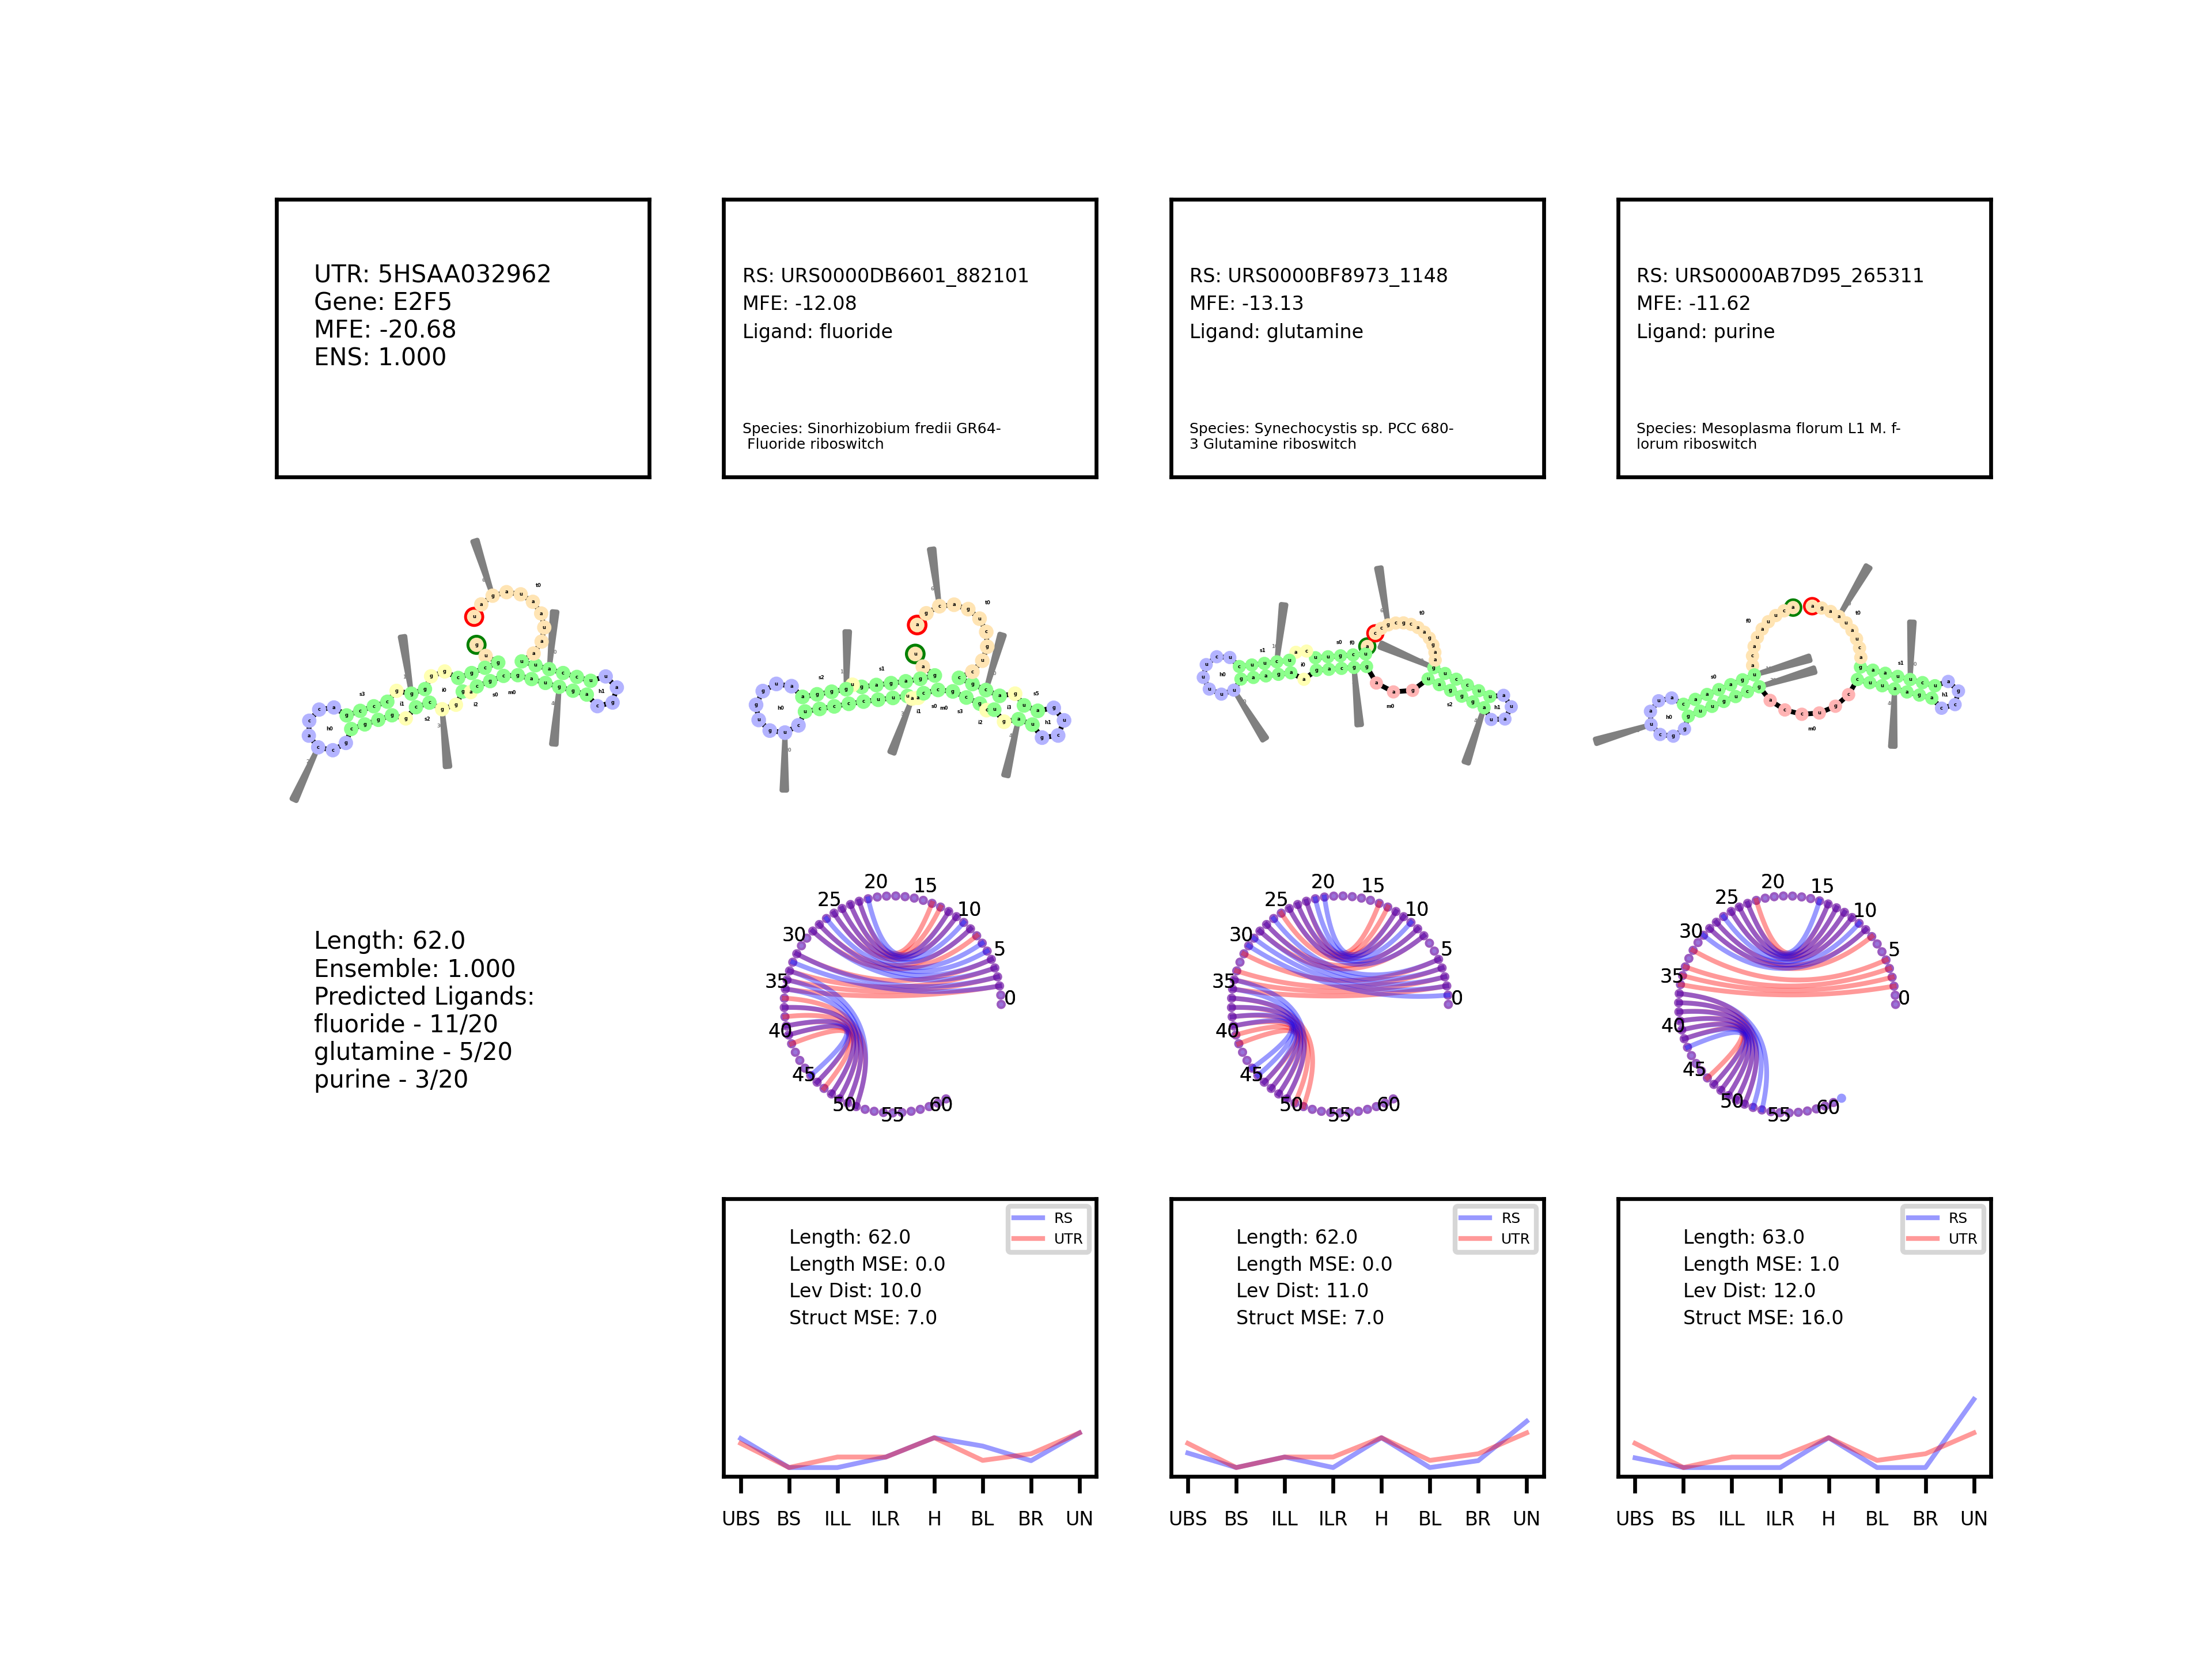 UTR: 5HSAA032962
Gene: E2F5
MFE: -20.68
ENS: 1.000
RS: URS0000DB6601_882101
MFE: -12.08
Ligand: fluoride
Species: Sinorhizobium fredii GR64-
Fluoride riboswitch
RS: URS0000BF8973_1148
MFE: -13.13
Ligand: glutamine
Species: Synechocystis sp. PCC 680-
3 Glutamine riboswitch
RS: URS0000AB7D95_265311
MFE: -11.62
Ligand: purine
Species: Mesoplasma florum L1 M. f-
lorum riboswitch
Length: 62.0
Ensemble: 1.000
Predicted Ligands:
fluoride - 11/20
glutamine - 5/20
purine - 3/20
0 5 10 15 20 25 30 35 40 45 50 55 60
0 5 10 15 20 25 30 35 40 45 50 55 60
0 5 10 15 20 25 30 35 40 45 50 55 60
RS
UTR
Length: 62.0
Length MSE: 0.0
Lev Dist: 10.0
Struct MSE: 7.0
UBS BS ILL ILR H BL BR UN
RS
UTR
Length: 62.0
Length MSE: 0.0
Lev Dist: 11.0
Struct MSE: 7.0
UBS BS ILL ILR H BL BR UN
RS
UTR
Length: 63.0
Length MSE: 1.0
Lev Dist: 12.0
Struct MSE: 16.0
UBS BS ILL ILR H BL BR UN